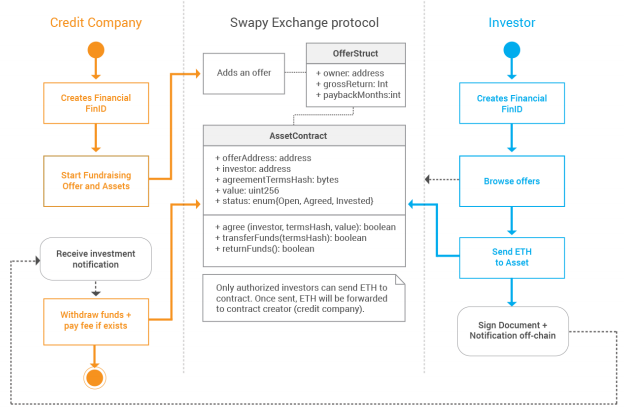 Credit Company
Swapy Exchange protocol
Investor
Creates Financial
FinID
Start Fundraising
Offer and Assets
Receive investment
notification
Withdraw funds +
pay fee if exists
Adds an offer
OfferStruct
+ owner: address
+ grossReturn: Int
+ paybackMonths:int
AssetContract
+ offerAddress: address
+ investor: address
+ agreementTermsHash: bytes
+ value: uint256
+ status: enum{Open, Agreed, Invested}
+ agree (investor, termsHash, value): boolean
+ transferFunds(termsHash): boolean
+ returnFunds(): boolean
Only authorized investors can send ETH to
contract. Once sent, ETH will be forwarded
to contract creator (credit company).
Creates Financial
FinID
Browse offers
Send ETH
to Asset
Sign Document +
Notification off-chain